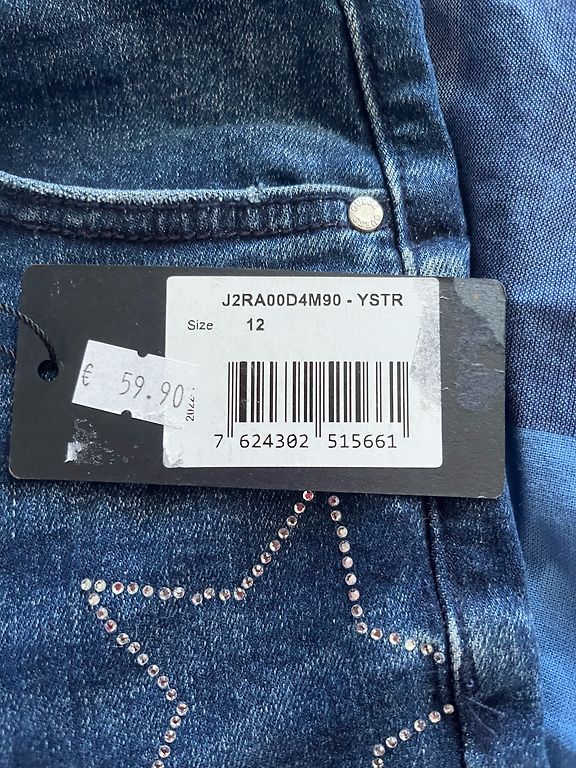 J2RA00D4M90 - YSTR
Size 12
€ 59.90
7 624302 515661